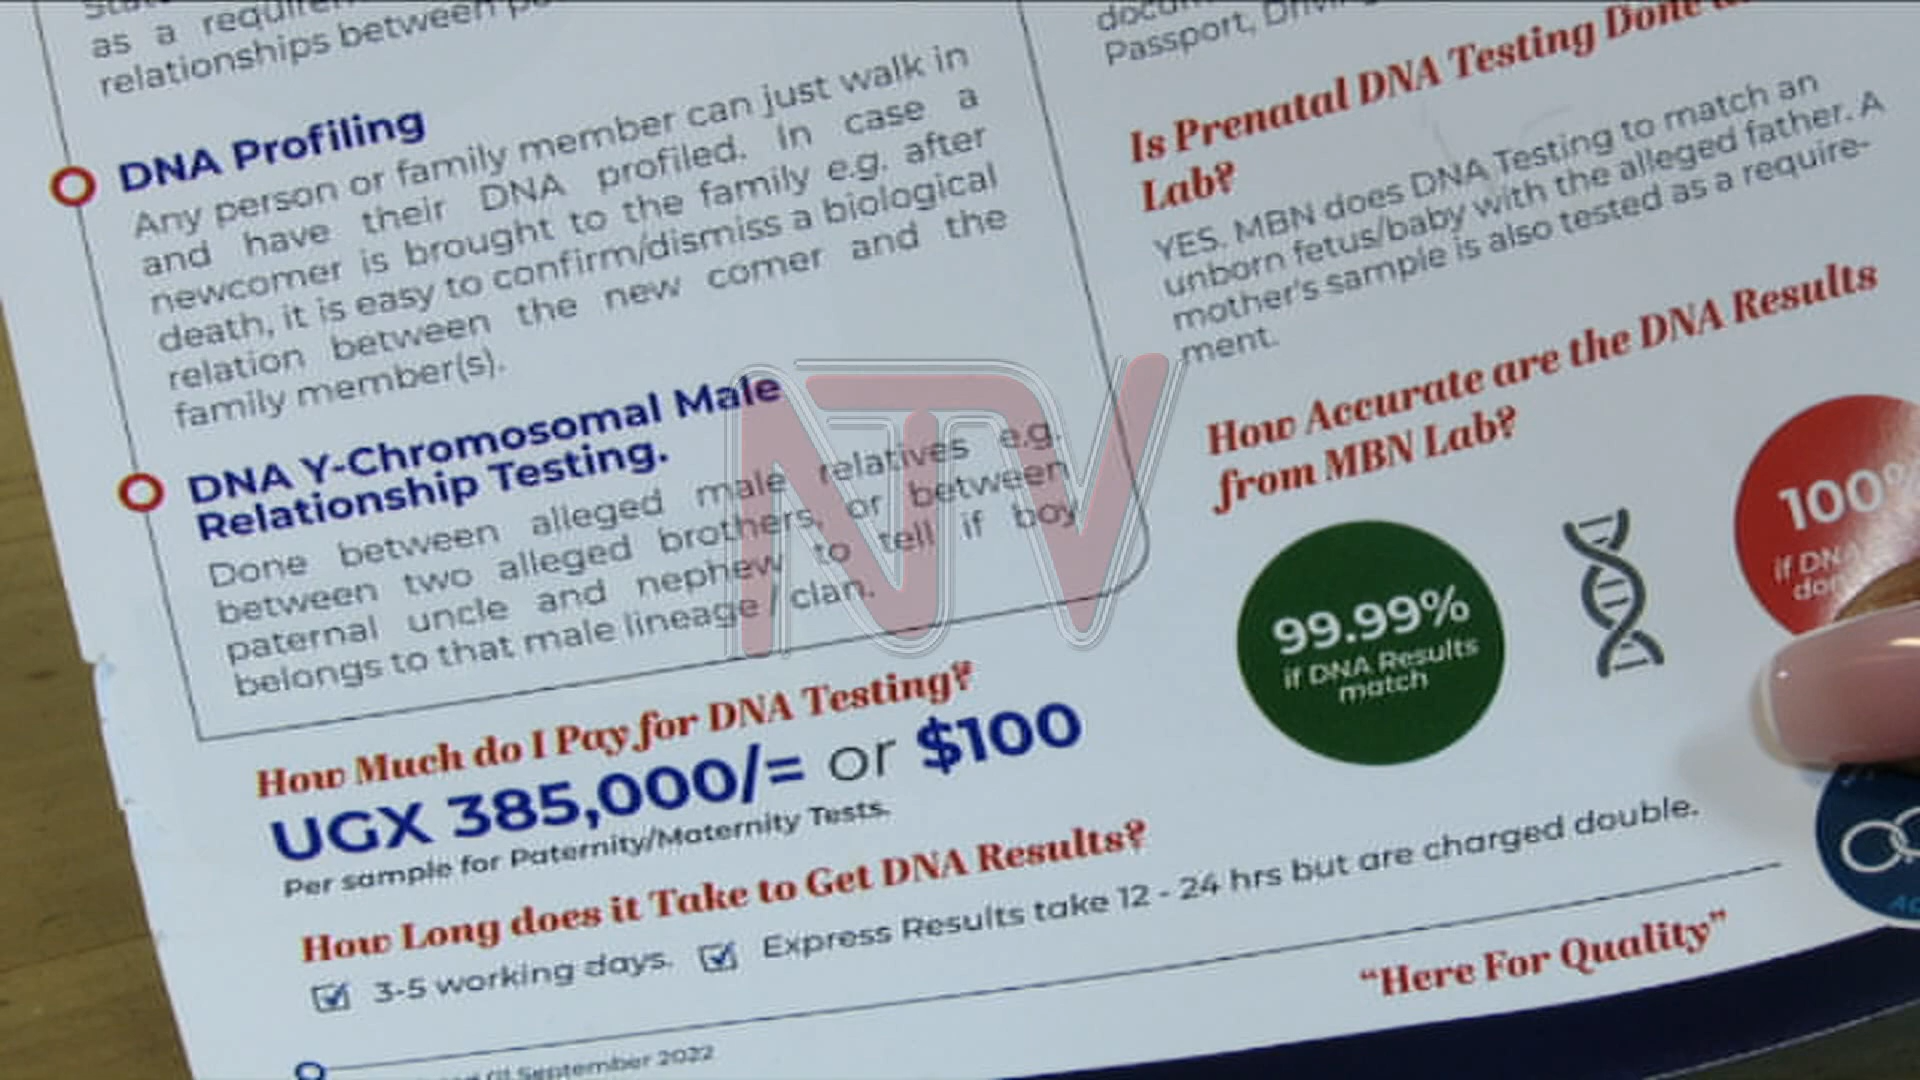 as a
relationships between
DNA Profiling
Any person or family member can just walk in
and have their DNA profiled. In case a
newcomer is brought to the family e.g. after
death, it is easy to confirm/dismiss a biological
relation between the new comer and the
family member(s).
DNA Y-Chromosomal Male
Relationship Testing.
Done between alleged male relatives e.g.
between two alleged brothers, or between
paternal uncle and nephew to tell if boy
belongs to that male lineage / clan.
How Much do I Pay for DNA Testing?
UGX 385,000/= or $100
Per sample for Paternity/Maternity Tests.
How Long does it Take to Get DNA Results?
3-5 working days. Express Results take 12 - 24 hrs but are charged double.
Passport,
Is Prenatal DNA Testing Done
Lab?
YES. MBN does DNA Testing to match an
unborn fetus/baby with the alleged father. A
mother's sample is also tested as a require-
ment.
How Accurate are the DNA Results
from MBN Lab?
99.99%
if DNA Results
match
100%
if DNA
"Here For Quality"
September 2022
NTV